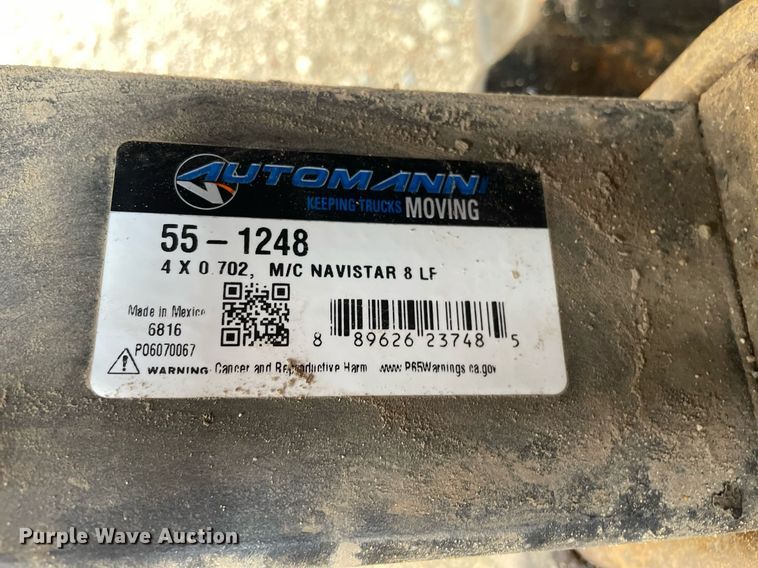 AUTOMANN
KEEPING TRUCKS MOVING
55-1248
4 X 0.702, M/C NAVISTAR 8 LF
Made in Mexico
6816
P06070067
8 89626 23748 5
WARNING: Cancer and Reproductive Harm www.P65Warnings.ca.gov
Purple Wave Auction